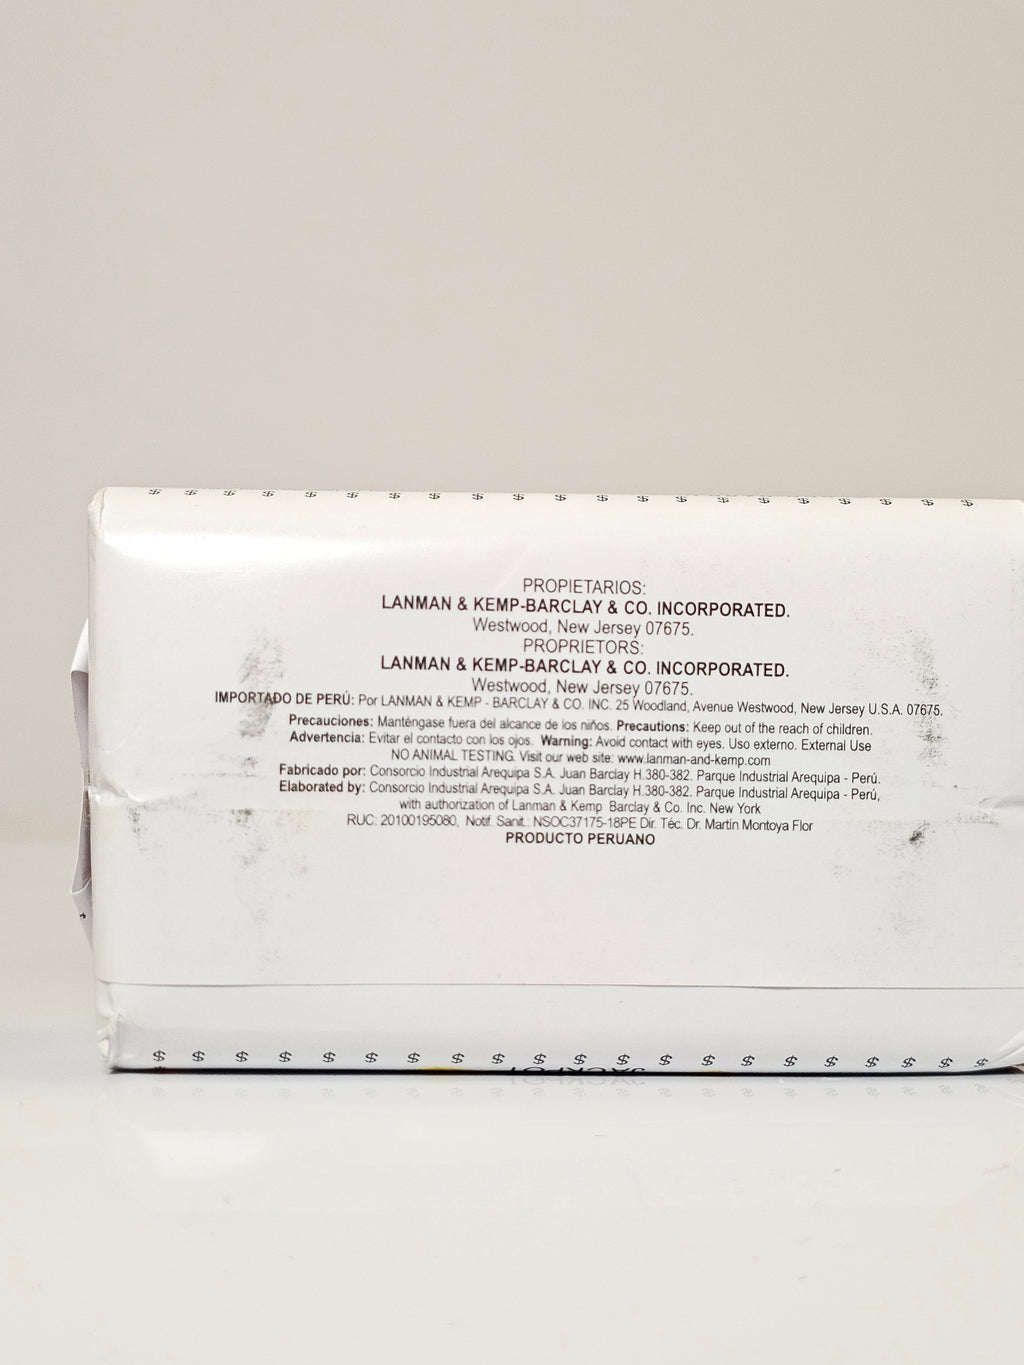 $ $ $ $ $ $ $ $ $ $ $ $ $ $ $ $ $ $ $ $ $
PROPIETARIOS:
LANMAN & KEMP-BARCLAY & CO. INCORPORATED.
Westwood, New Jersey 07675.
PROPRIETORS:
LANMAN & KEMP-BARCLAY & CO. INCORPORATED.
Westwood, New Jersey 07675.
IMPORTADO DE PERÚ: Por LANMAN & KEMP - BARCLAY & CO. INC. 25 Woodland, Avenue Westwood, New Jersey U.S.A. 07675.
Precauciones: Manténgase fuera del alcance de los niños. Precautions: Keep out of the reach of children.
Advertencia: Evitar el contacto con los ojos. Warning: Avoid contact with eyes. Uso externo. External Use
NO ANIMAL TESTING. Visit our web site: www.lanman-and-kemp.com
Fabricado por: Consorcio Industrial Arequipa S.A. Juan Barclay H.380-382. Parque Industrial Arequipa - Perú.
Elaborated by: Consorcio Industrial Arequipa S.A. Juan Barclay H.380-382. Parque Industrial Arequipa - Perú,
with authorization of Lanman & Kemp Barclay & Co. Inc. New York
RUC: 20100195080, Notif. Sanit.: NSOC37175-18PE Dir. Téc. Dr. Martín Montoya Flor
PRODUCTO PERUANO
$ $ $ $ $ $ $ $ $ $ $ $ $ $ $ $ $ $ $ $
JACKPOT